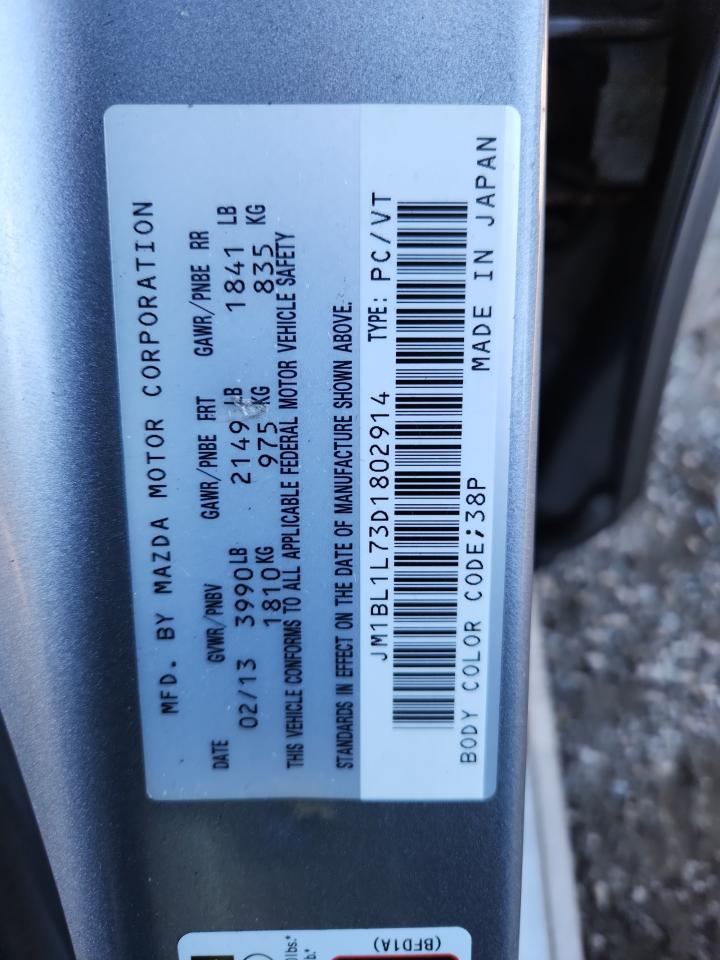 MFD. BY MAZDA MOTOR CORPORATION
DATE GVWR/PNBV GAWR/PNBE FRT GAWR/PNBE RR
02/13 3990LB 2149 LB 1841 LB
1810KG 975 KG 835 KG
THIS VEHICLE CONFORMS TO ALL APPLICABLE FEDERAL MOTOR VEHICLE SAFETY
STANDARDS IN EFFECT ON THE DATE OF MANUFACTURE SHOWN ABOVE.
JM1BL1L73D1802914 TYPE: PC/VT
BODY COLOR CODE;38P MADE IN JAPAN
(BFD1A)
lbs.*